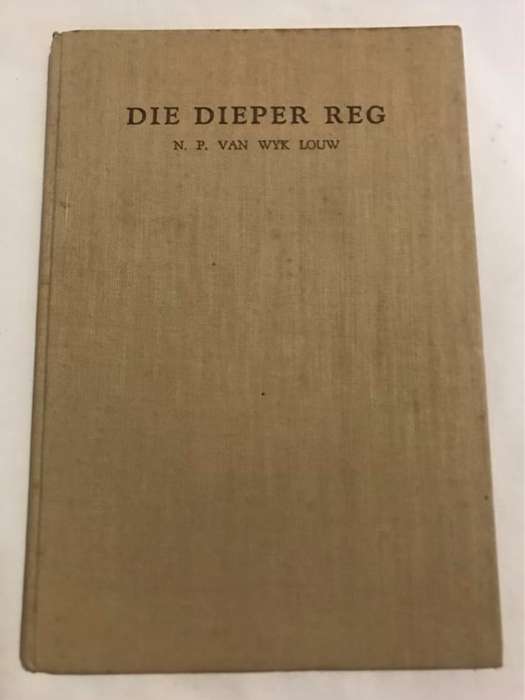 DIE DIEPER REG
N. P. VAN WYK LOUW